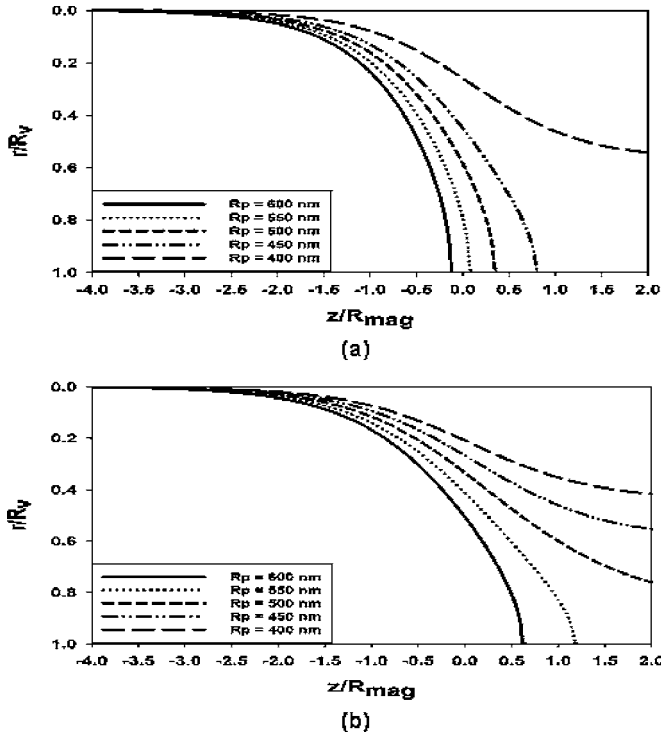 0.0
0.2
0.4
0.6
0.8
1.0
r/Rv
Rp = 600 nm
Rp = 550 nm
Rp = 500 nm
Rp = 450 nm
Rp = 400 nm
-4.0 -3.5 -3.0 -2.5 -2.0 -1.5 -1.0 -0.5 0.0 0.5 1.0 1.5 2.0
z/Rmag
(a)
0.0
0.2
0.4
0.6
0.8
1.0
r/Rv
Rp = 600 nm
Rp = 550 nm
Rp = 500 nm
Rp = 450 nm
Rp = 400 nm
-4.0 -3.5 -3.0 -2.5 -2.0 -1.5 -1.0 -0.5 0.0 0.5 1.0 1.5 2.0
z/Rmag
(b)